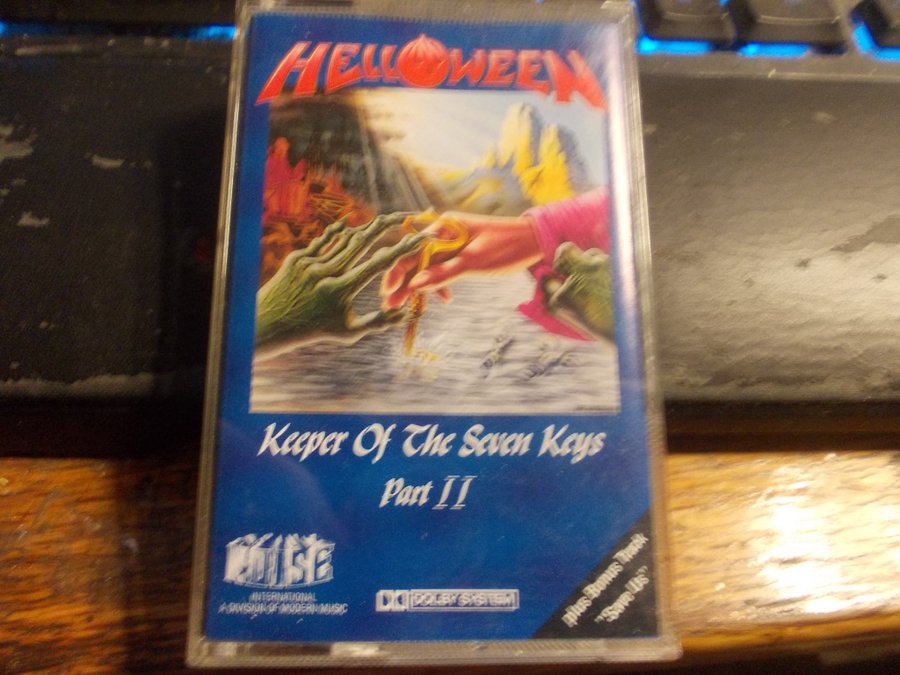 HELLOWEEN
Keeper Of The Seven Keys
Part II
NOISE
INTERNATIONAL
A DIVISION OF MODERN MUSIC
DOLBY SYSTEM
plus Bonus Track
"Save Us"